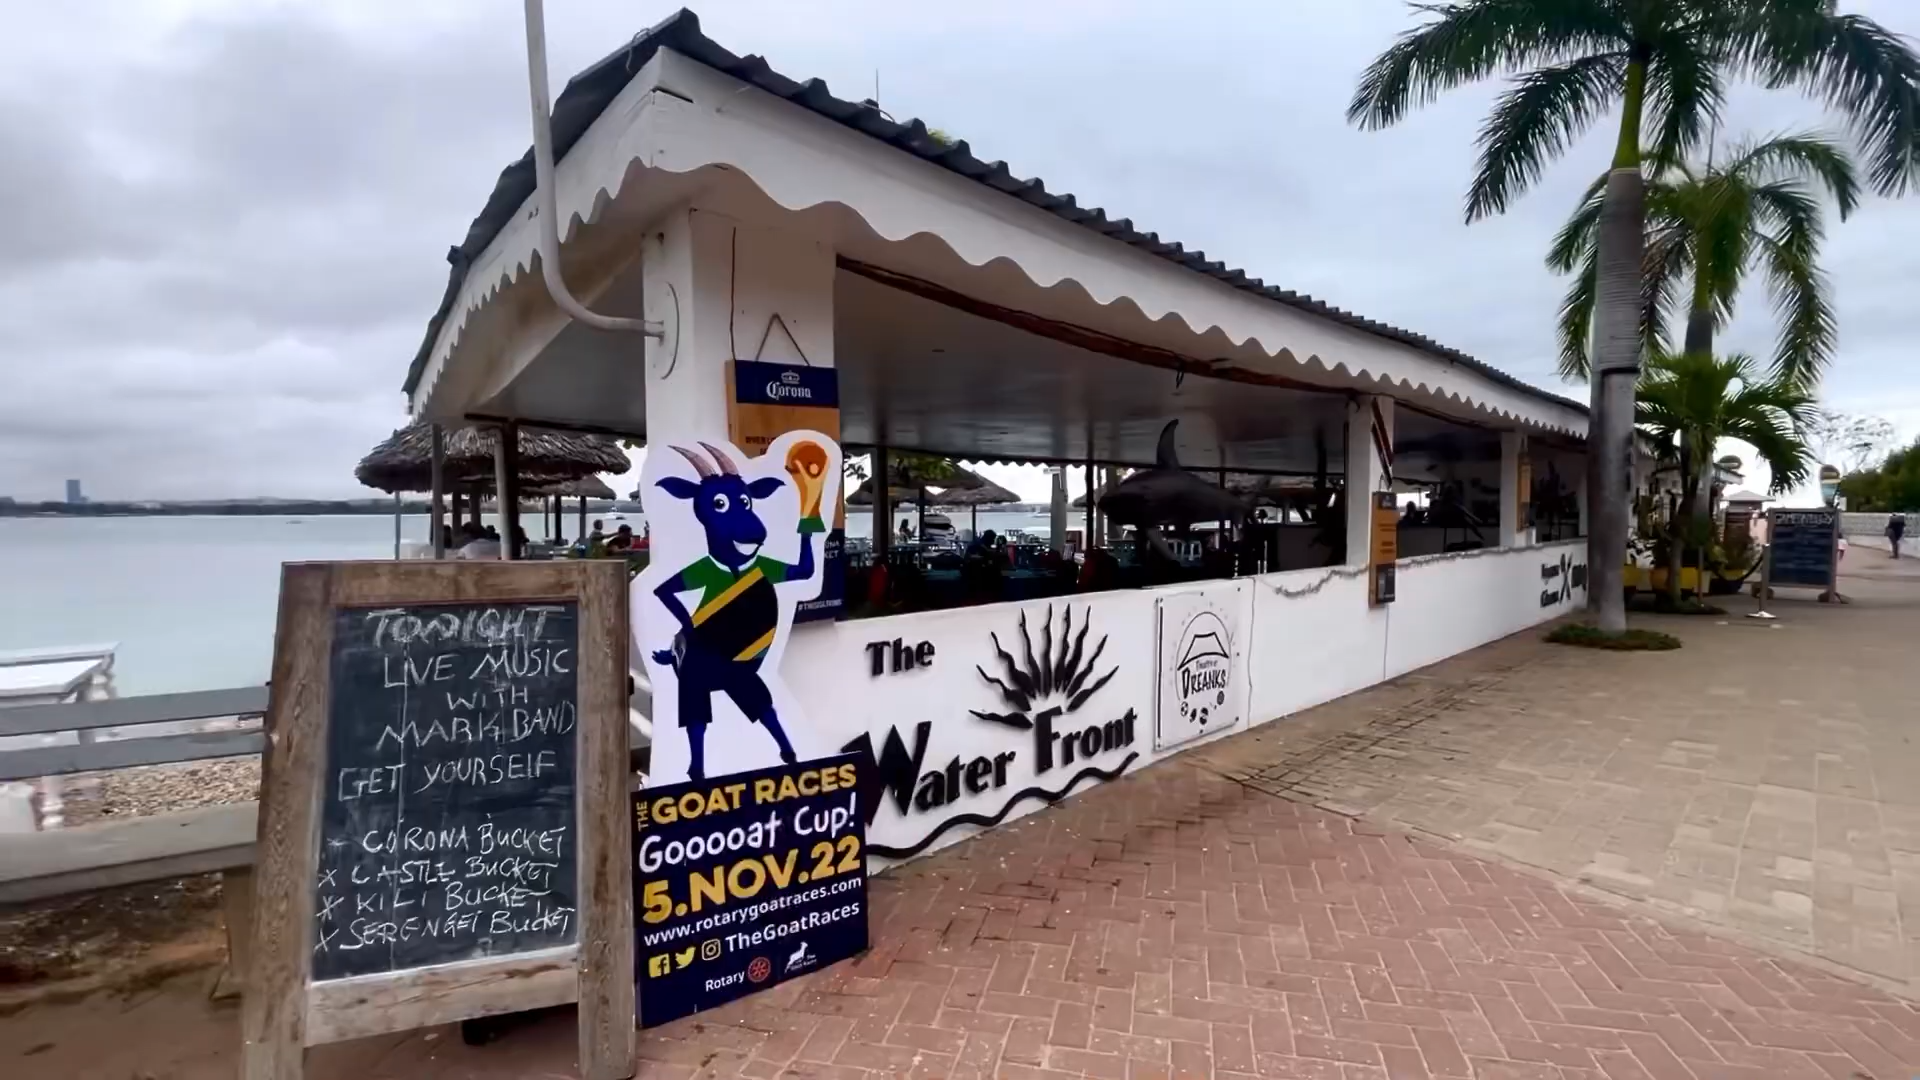 TONIGHT
LIVE MUSIC
WITH
MARK BAND
GET YOURSELF
* CORONA BUCKET
* CASTLE BUCKET
* KILI BUCKET
* SERENGEI BUCKET
Corona
THE GOAT RACES
Gooooat Cup!
5.NOV.22
www.rotarygoatraces.com
TheGoatRaces
Rotary
The
Water Front
DREANKS